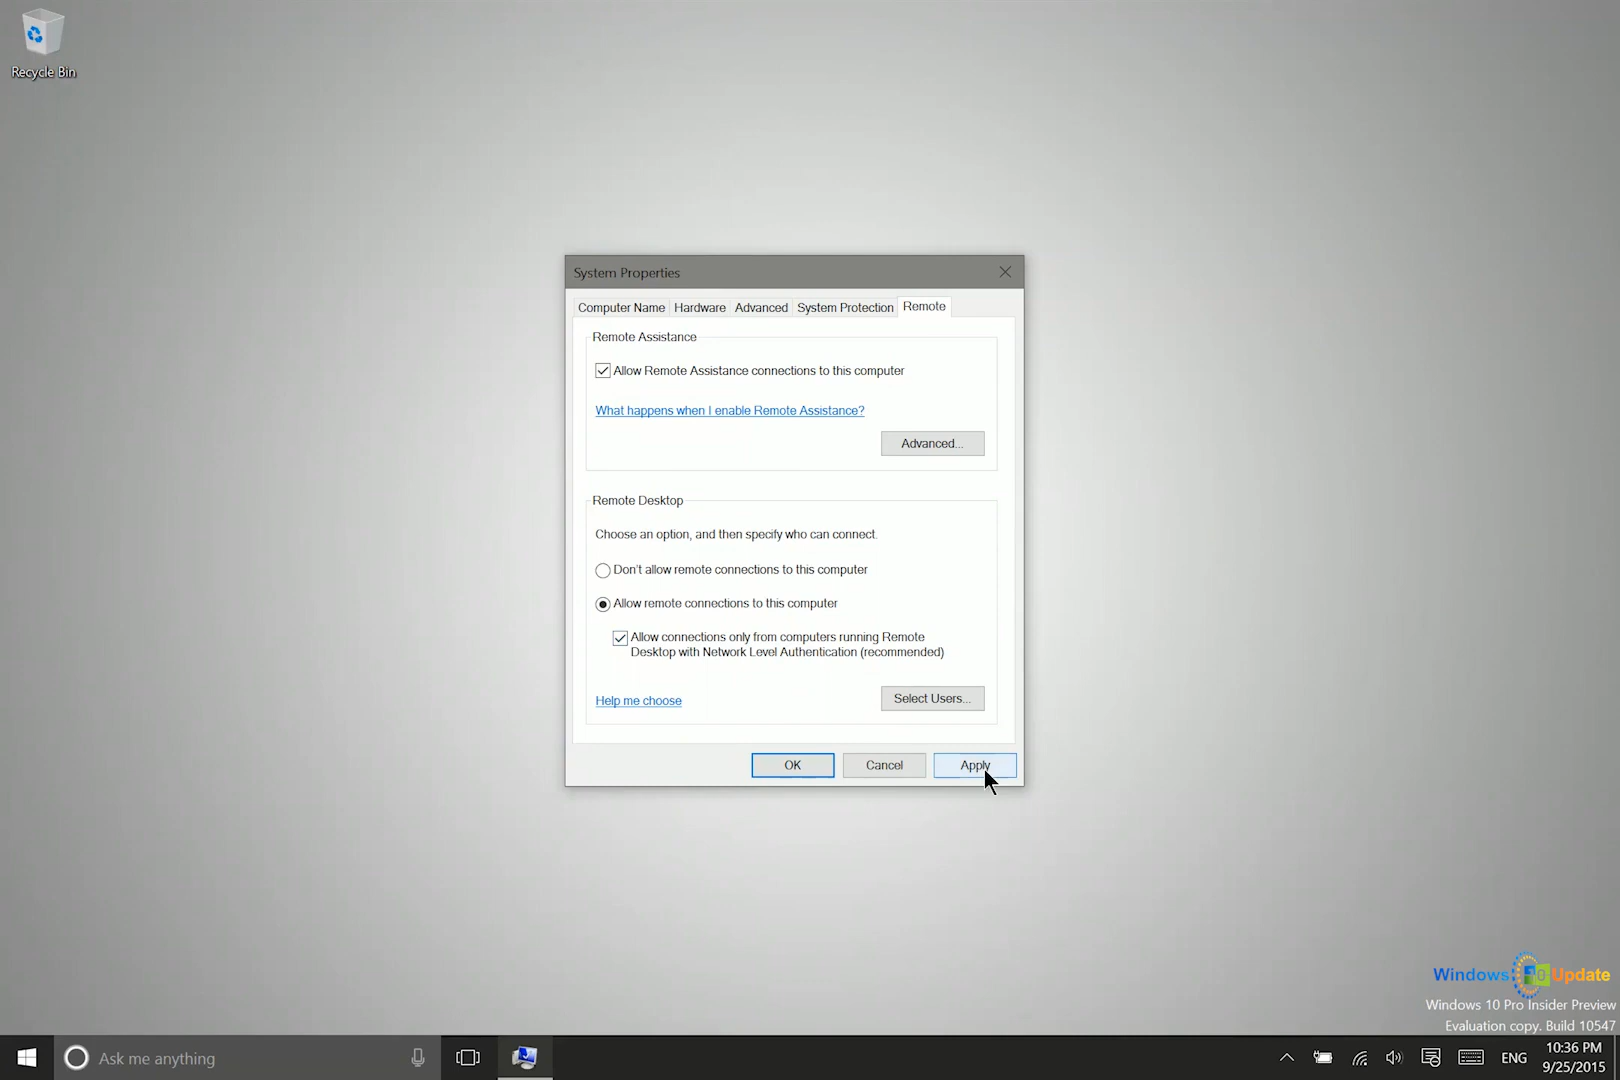 Recycle Bin
System Properties
Computer Name Hardware Advanced System Protection Remote
Remote Assistance
Allow Remote Assistance connections to this computer
What happens when I enable Remote Assistance?
Advanced...
Remote Desktop
Choose an option, and then specify who can connect.
Don't allow remote connections to this computer
Allow remote connections to this computer
Allow connections only from computers running Remote
Desktop with Network Level Authentication (recommended)
Help me choose
Select Users...
OK Cancel Apply
Windows 10 Update
Windows 10 Pro Insider Preview
Evaluation copy. Build 10547
Ask me anything
ENG
10:36 PM
9/25/2015